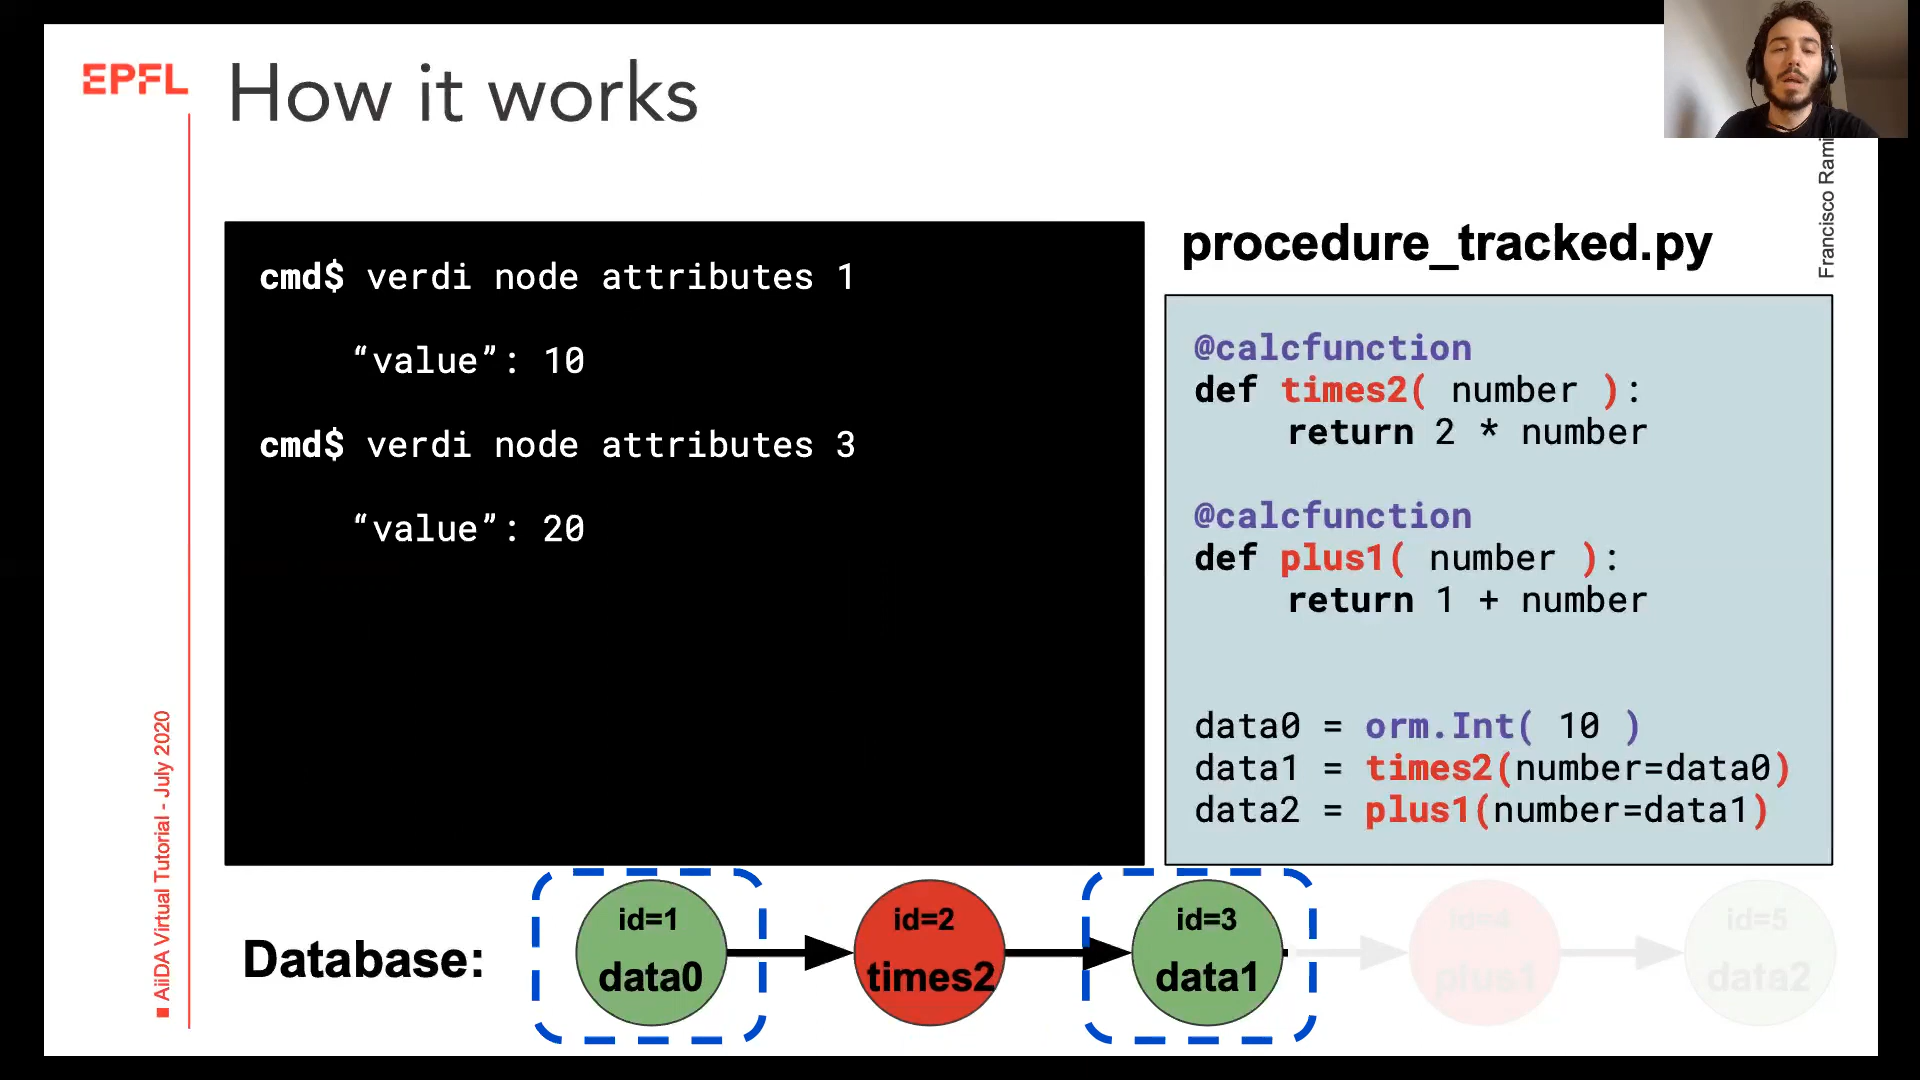 EPFL
How it works
Francisco Rami
AiiDA Virtual Tutorial - July 2020
cmd$ verdi node attributes 1
“value”: 10
cmd$ verdi node attributes 3
“value”: 20
procedure_tracked.py
@calcfunction
def times2( number ):
return 2 * number
@calcfunction
def plus1( number ):
return 1 + number
data0 = orm.Int( 10 )
data1 = times2(number=data0)
data2 = plus1(number=data1)
Database:
id=1
data0
id=2
times2
id=3
data1
id=4
plus1
id=5
data2